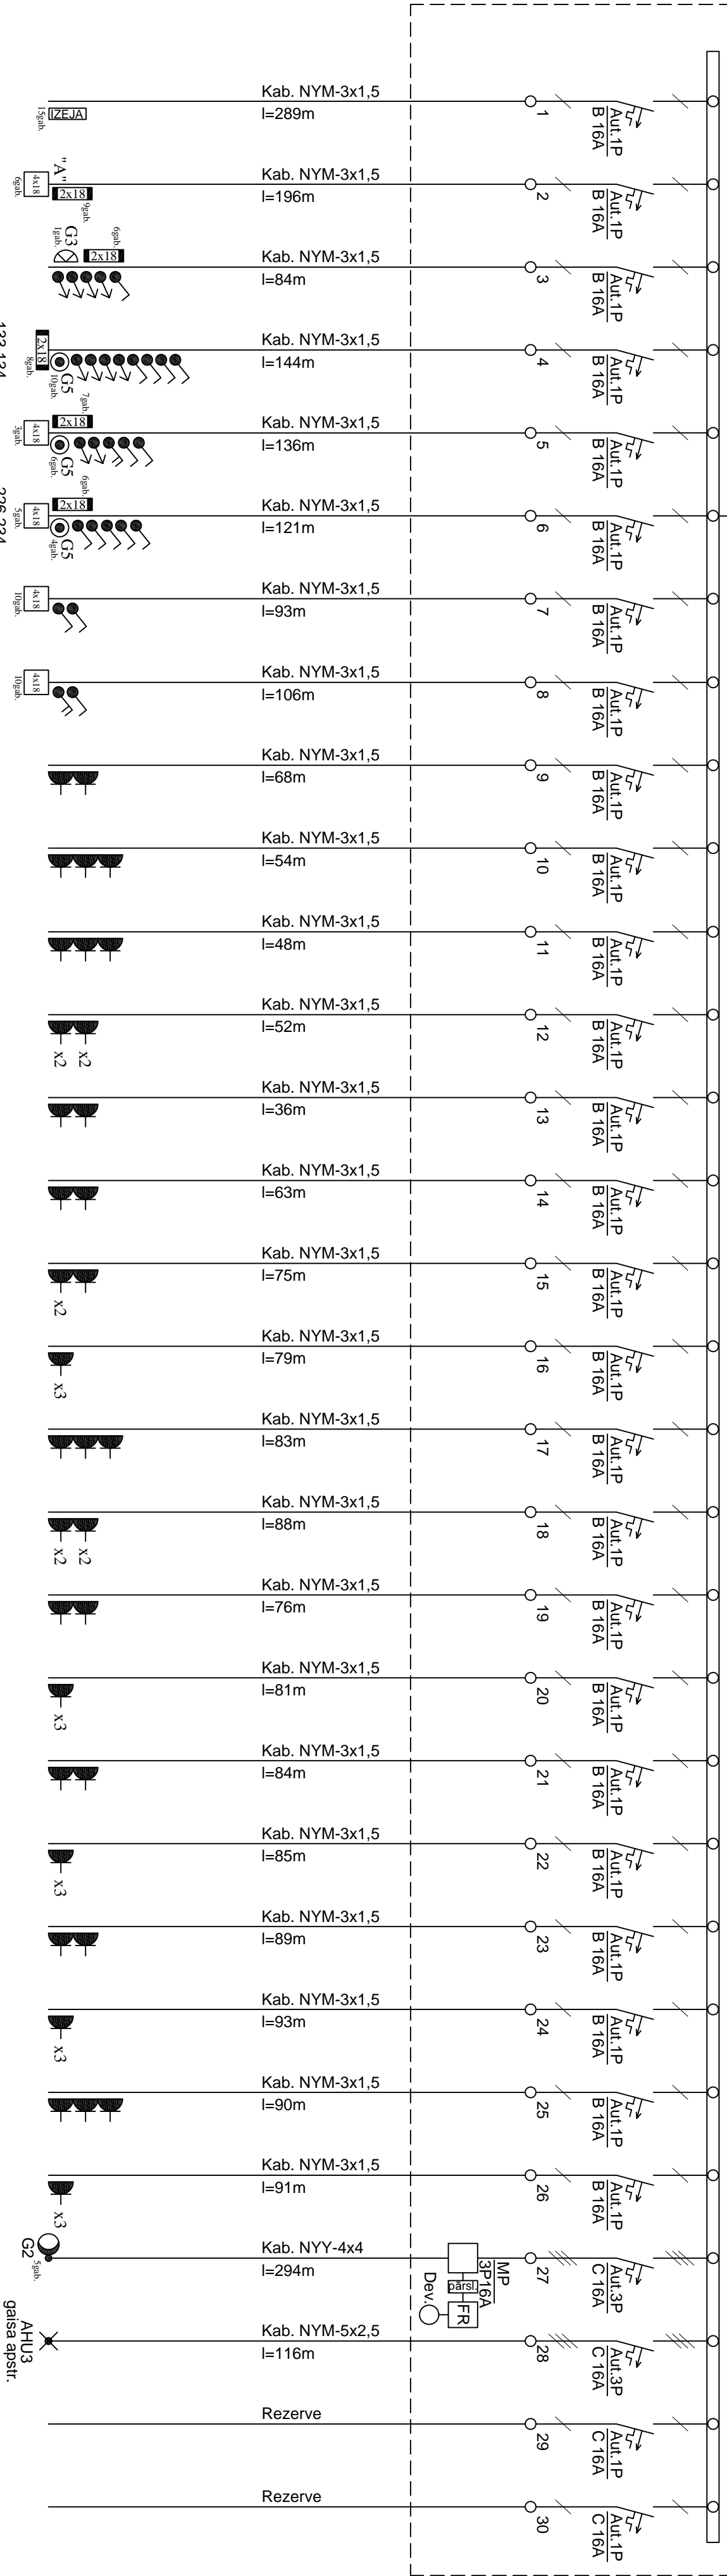 Kab. NYM-3x1,5
l=289m
1
Aut.1P
B 16A
IZEJA
15gab.
Kab. NYM-3x1,5
l=196m
2
Aut.1P
B 16A
"A"
2x18
9gab.
4x18
6gab.
Kab. NYM-3x1,5
l=84m
3
Aut.1P
B 16A
6gab.
2x18
G3
1gab.
Kab. NYM-3x1,5
l=144m
4
Aut.1P
B 16A
2x18
8gab.
G5
10gab.
Kab. NYM-3x1,5
l=136m
5
Aut.1P
B 16A
7gab.
2x18
4x18
3gab.
G5
6gab.
Kab. NYM-3x1,5
l=121m
6
Aut.1P
B 16A
6gab.
2x18
4x18
5gab.
G5
4gab.
Kab. NYM-3x1,5
l=93m
7
Aut.1P
B 16A
4x18
10gab.
Kab. NYM-3x1,5
l=106m
8
Aut.1P
B 16A
4x18
10gab.
Kab. NYM-3x1,5
l=68m
9
Aut.1P
B 16A
Kab. NYM-3x1,5
l=54m
10
Aut.1P
B 16A
Kab. NYM-3x1,5
l=48m
11
Aut.1P
B 16A
Kab. NYM-3x1,5
l=52m
12
Aut.1P
B 16A
x2
x2
Kab. NYM-3x1,5
l=36m
13
Aut.1P
B 16A
Kab. NYM-3x1,5
l=63m
14
Aut.1P
B 16A
Kab. NYM-3x1,5
l=75m
15
Aut.1P
B 16A
x2
Kab. NYM-3x1,5
l=79m
16
Aut.1P
B 16A
x3
Kab. NYM-3x1,5
l=83m
17
Aut.1P
B 16A
Kab. NYM-3x1,5
l=88m
18
Aut.1P
B 16A
x2
x2
Kab. NYM-3x1,5
l=76m
19
Aut.1P
B 16A
Kab. NYM-3x1,5
l=81m
20
Aut.1P
B 16A
x3
Kab. NYM-3x1,5
l=84m
21
Aut.1P
B 16A
Kab. NYM-3x1,5
l=85m
22
Aut.1P
B 16A
x3
Kab. NYM-3x1,5
l=89m
23
Aut.1P
B 16A
Kab. NYM-3x1,5
l=93m
24
Aut.1P
B 16A
x3
Kab. NYM-3x1,5
l=90m
25
Aut.1P
B 16A
Kab. NYM-3x1,5
l=91m
26
Aut.1P
B 16A
x3
Kab. NYY-4x4
l=294m
27
Aut.3P
C 16A
MP
3P16A
pārsl.
FR
Dev.
G2
5gab.
Kab. NYM-5x2,5
l=116m
28
Aut.3P
C 16A
AHU3
gaisa apstr.
Rezerve
29
Aut.1P
C 16A
Rezerve
30
Aut.1P
C 16A